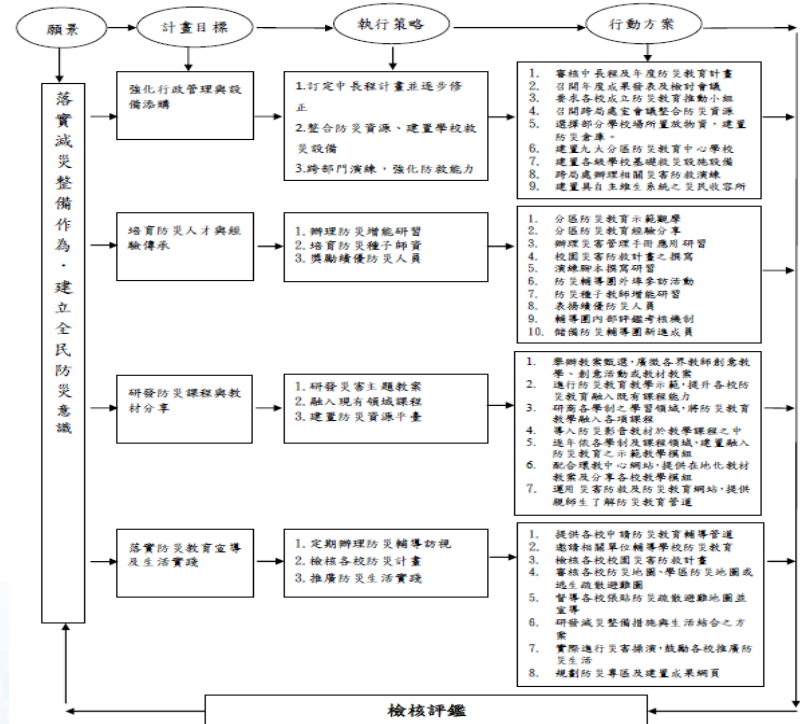 願景
計畫目標
執行策略
行動方案
落實減災整備作為，建立全民防災意識
強化行政管理與設
備添購
1.訂定中長程計畫並逐步修
正
2.整合防災資源、建置學校救
災設備
3.跨部門演練，強化防救能力
1. 審核中長程及年度防災教育計畫
2. 召開年度成果發表及檢討會議
3. 要求各校成立防災教育推動小組
4. 召開跨局處室會議整合防災資源
5. 選擇部分學校場所置放物資，建置
防災倉庫。
6. 建置九大分區防災教育中心學校
7. 建置各級學校基礎救災設施設備
8. 跨局處辦理相關災害防救演練
9. 建置具自主維生系統之災民收容所
培育防災人才與經
驗傳承
1. 辦理防災增能研習
2. 培育防災種子師資
3. 獎勵績優防災人員
1. 分區防災教育示範觀摩
2. 分區防災教育經驗分享
3. 辦理災害管理手冊應用研習
4. 校園災害防救計畫之撰寫
5. 演練腳本撰寫研習
6. 防災輔導團外埠參訪活動
7. 防災種子教師增能研習
8. 表揚績優防災人員
9. 輔導團內部評鑑考核機制
10. 儲備防災輔導團新進成員
研發防災課程與教
材分享
1. 研發災害主題教案
2. 融入現有領域課程
3. 建置防災資源平臺
1. 舉辦教案甄選，廣徵各界教師創意教
學、創意活動或教材教案
2. 進行防災教育教學示範，提升各校防
災教育融入既有課程能力
3. 研商各學制之學習領域，將防災教育
教學融入各項課程
4. 導入防災影音教材於教學課程之中
5. 逐年依各學制及課程領域，建置融入
防災教育之示範教學模組
6. 配合環教中心網站，提供在地化教材
教案及分享各校教學模組
7. 運用災害防救及防災教育網站，提供
親師生了解防災教育管道
落實防災教育宣導
及生活實踐
1. 定期辦理防災輔導訪視
2. 檢核各校防災計畫
3. 推廣防災生活實踐
1. 提供各校申請防災教育輔導管道
2. 邀請相關單位輔導學校防災教育
3. 檢核各校校園災害防救計畫
4. 審核各校防災地圖、學區防災地圖或
逃生疏散避難圖
5. 督導各校張貼防災疏散避難地圖並
宣導
6. 研發減災整備措施與生活結合之方
案
7. 實際進行災害操演，鼓勵各校推廣防
災生活
8. 規劃防災專區及建置成果網頁
檢核評鑑